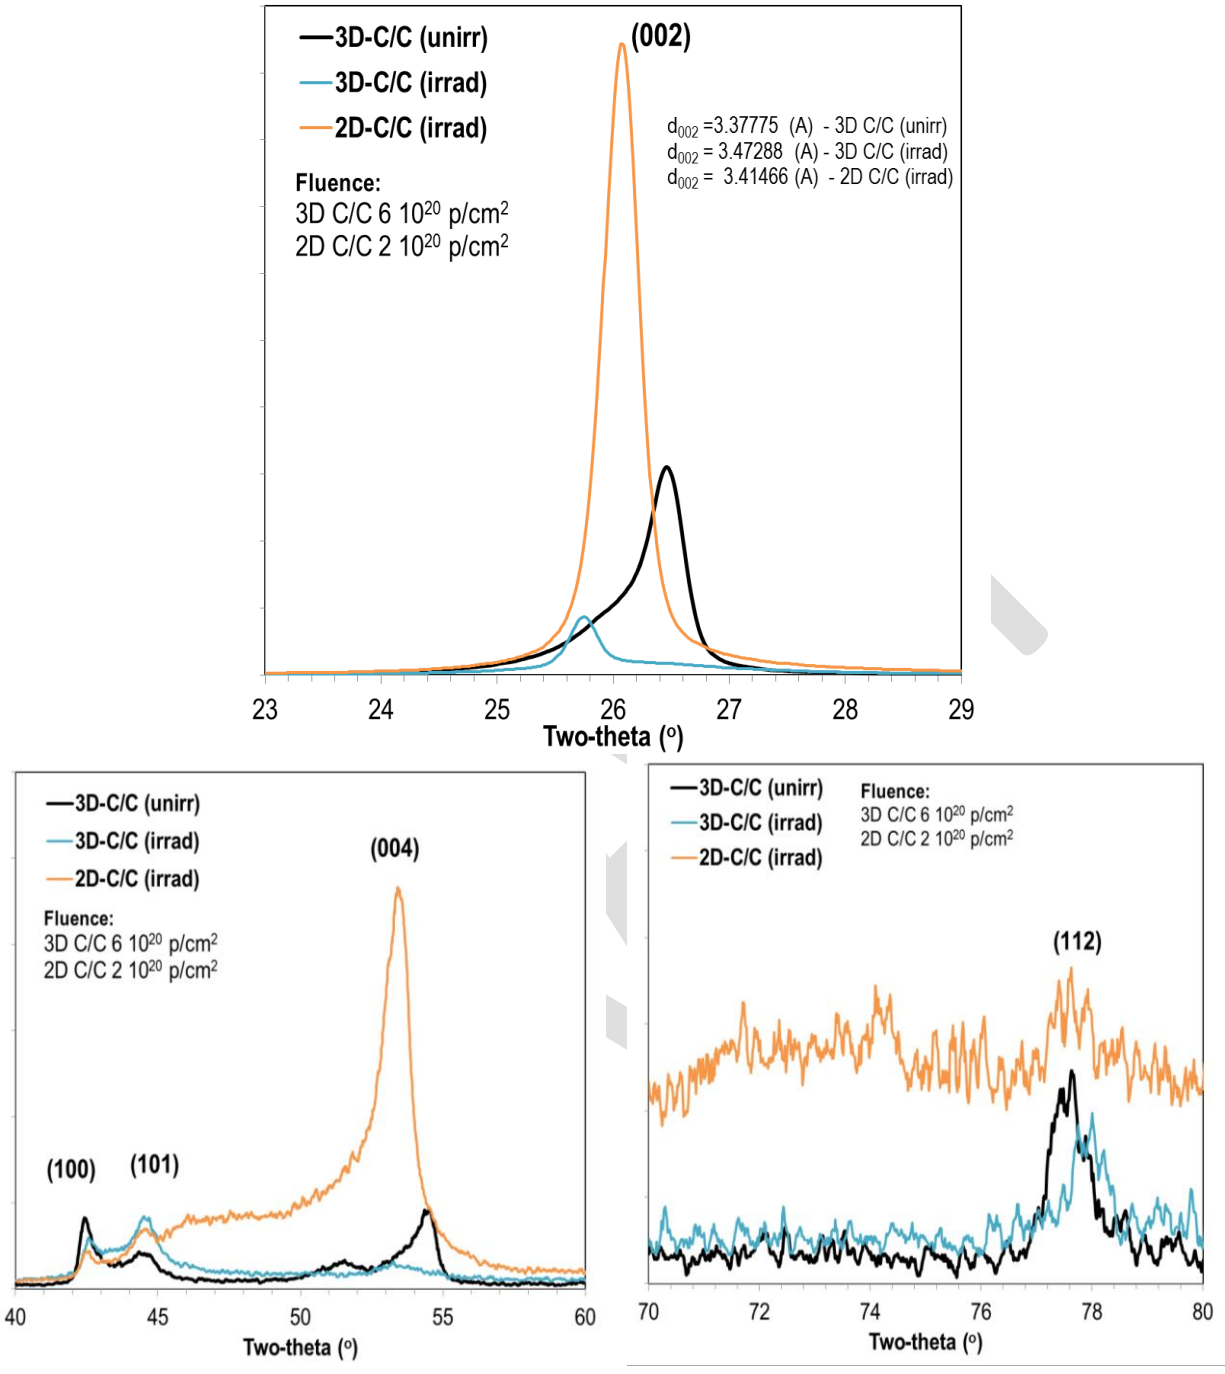 3D-C/C (unirr)
3D-C/C (irrad)
2D-C/C (irrad)
(002)
d002 =3.37775 (A) - 3D C/C (unirr)
d002 = 3.47288 (A) - 3D C/C (irrad)
d002 = 3.41466 (A) - 2D C/C (irrad)
Fluence:
3D C/C 6 10²⁰ p/cm²
2D C/C 2 10²⁰ p/cm²
23 24 25 26 27 28 29
Two-theta (º)
3D-C/C (unirr)
3D-C/C (irrad)
2D-C/C (irrad)
(004)
Fluence:
3D C/C 6 10²⁰ p/cm²
2D C/C 2 10²⁰ p/cm²
(100) (101)
40 45 50 55 60
Two-theta (º)
3D-C/C (unirr)
3D-C/C (irrad)
2D-C/C (irrad)
Fluence:
3D C/C 6 10²⁰ p/cm²
2D C/C 2 10²⁰ p/cm²
(112)
70 72 74 76 78 80
Two-theta (º)